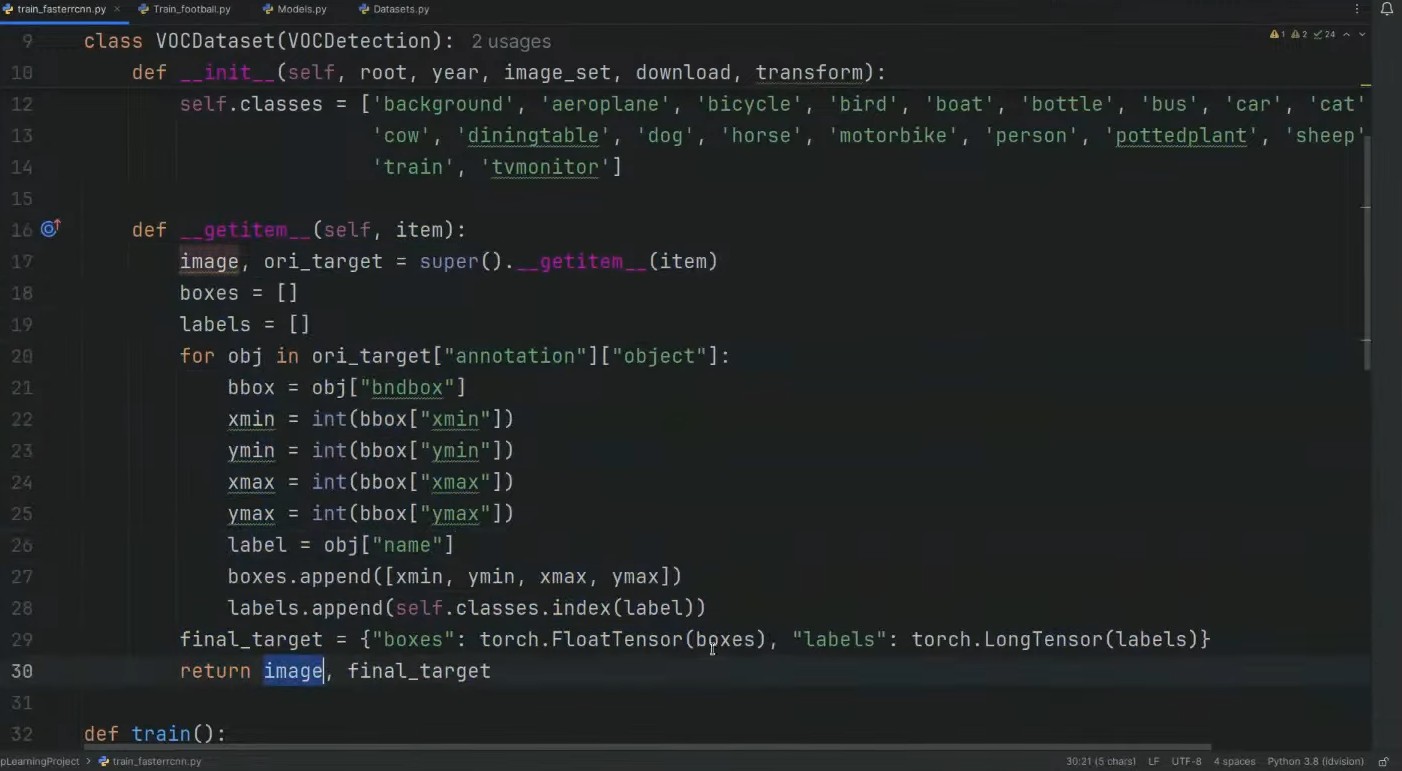 train_fasterrcnn.py × Train_football.py Models.py Datasets.py
9 class VOCDataset(VOCDetection): 2 usages
1 2 24
10 def __init__(self, root, year, image_set, download, transform):
12 self.classes = ['background', 'aeroplane', 'bicycle', 'bird', 'boat', 'bottle', 'bus', 'car', 'cat'
13 'cow', 'diningtable', 'dog', 'horse', 'motorbike', 'person', 'pottedplant', 'sheep'
14 'train', 'tvmonitor']
15
16 def __getitem__(self, item):
17 image, ori_target = super().__getitem__(item)
18 boxes = []
19 labels = []
20 for obj in ori_target["annotation"]["object"]:
21 bbox = obj["bndbox"]
22 xmin = int(bbox["xmin"])
23 ymin = int(bbox["ymin"])
24 xmax = int(bbox["xmax"])
25 ymax = int(bbox["ymax"])
26 label = obj["name"]
27 boxes.append([xmin, ymin, xmax, ymax])
28 labels.append(self.classes.index(label))
29 final_target = {"boxes": torch.FloatTensor(boxes), "labels": torch.LongTensor(labels)}
30 return image, final_target
31
32 def train():
pLearningProject > train_fasterrcnn.py 30:21 (5 chars) LF UTF-8 4 spaces Python 3.8 (idvision)